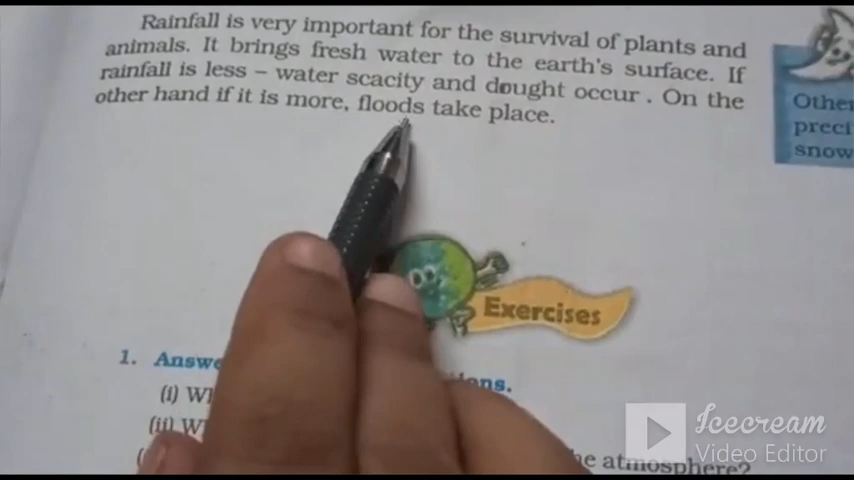 Rainfall is very important for the survival of plants and
animals. It brings fresh water to the earth's surface. If
rainfall is less – water scacity and dought occur . On the
other hand if it is more, floods take place.
Other
preci
snow
Exercises
1. Answe
ons.
(i) W
(ii) W
he atmosphere?
Icecream
Video Editor